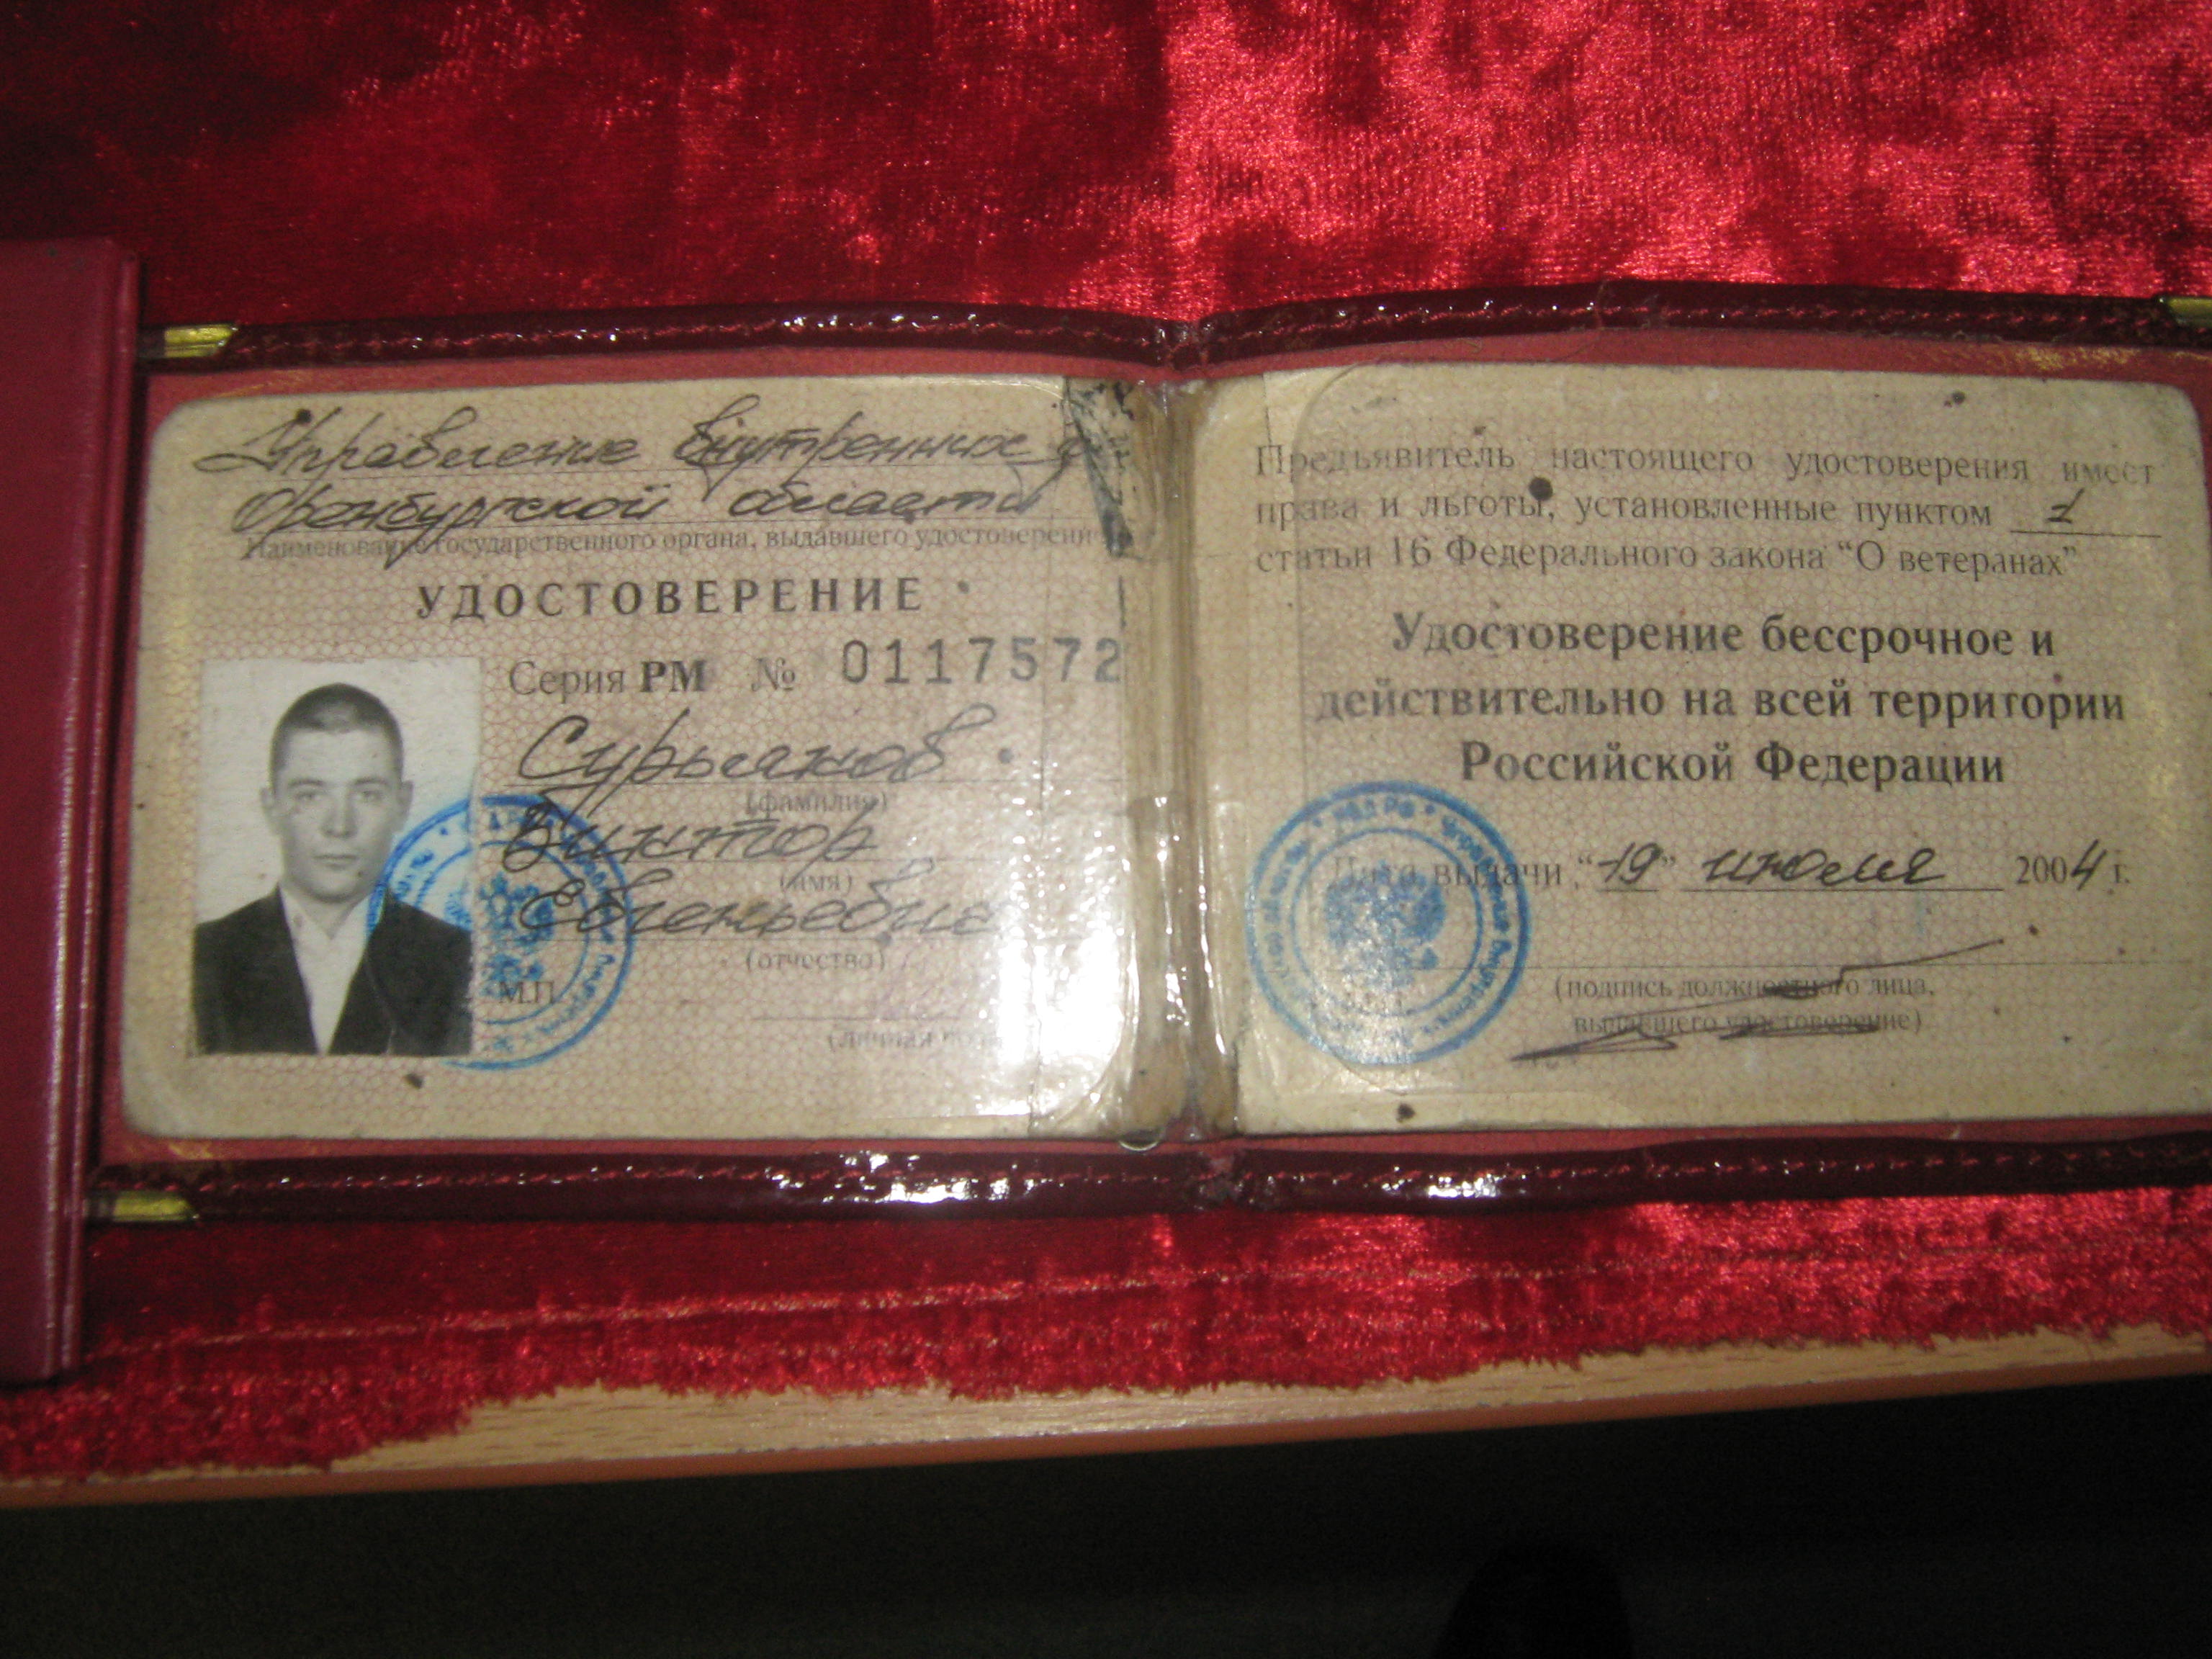 Управление внутренних
Оренбургской области
Наименование государственного органа, выдавшего удостоверение
УДОСТОВЕРЕНИЕ
Серия РМ № 0117572
Сурьяков
(фамилия)
Виктор
(имя)
Евгеньевич
(отчество)
М.П.
Предъявитель настоящего удостоверения имеет
права и льготы, установленные пунктом 1
статьи 16 Федерального закона "О ветеранах"
Удостоверение бессрочное и
действительно на всей территории
Российской Федерации
Дата выдачи "19" июля 2004 г.
(подпись должностного лица,
выдавшего удостоверение)